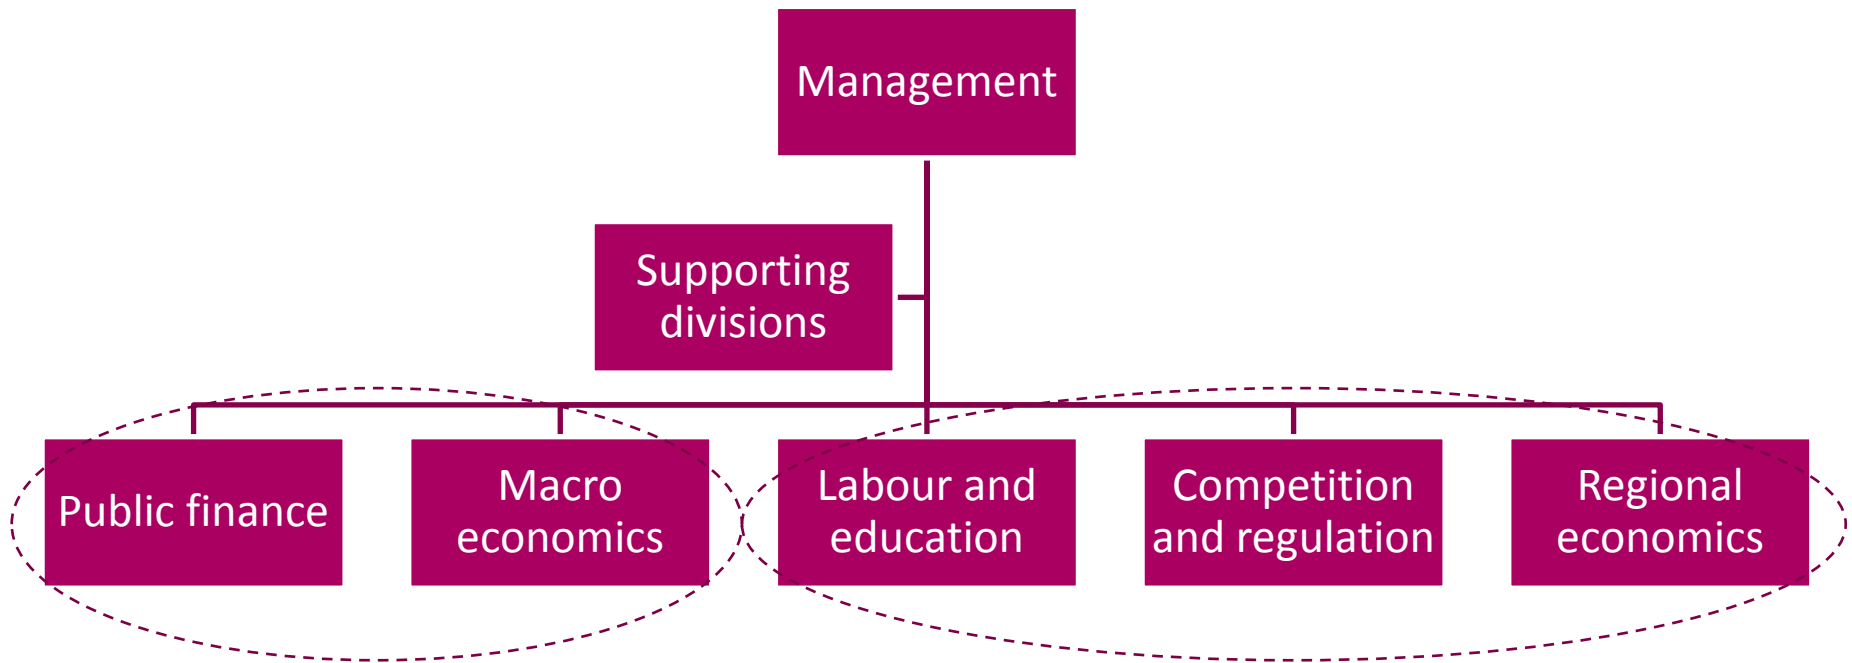 Management
Supporting
divisions
Public finance
Macro
economics
Labour and
education
Competition
and regulation
Regional
economics